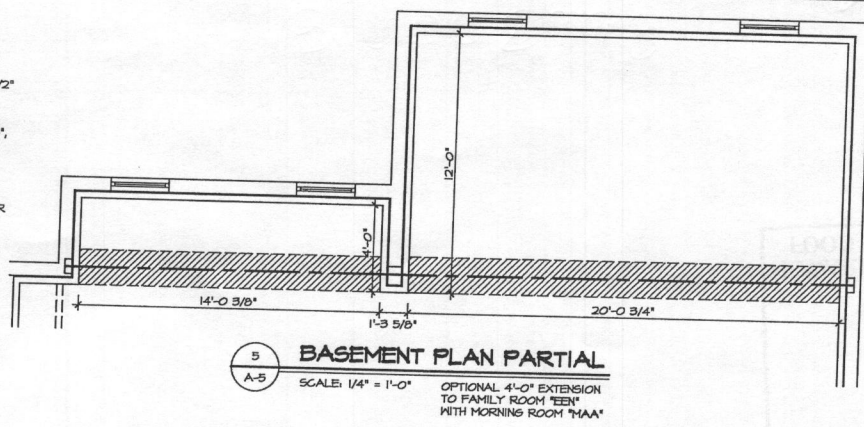 /2"
",
R
12'-0"
4'-0"
14'-0 3/8"
1'-3 5/8"
20'-0 3/4"
5
A-5
BASEMENT PLAN PARTIAL
SCALE: 1/4" = 1'-0"
OPTIONAL 4'-0" EXTENSION
TO FAMILY ROOM "EEN"
WITH MORNING ROOM "MAA"